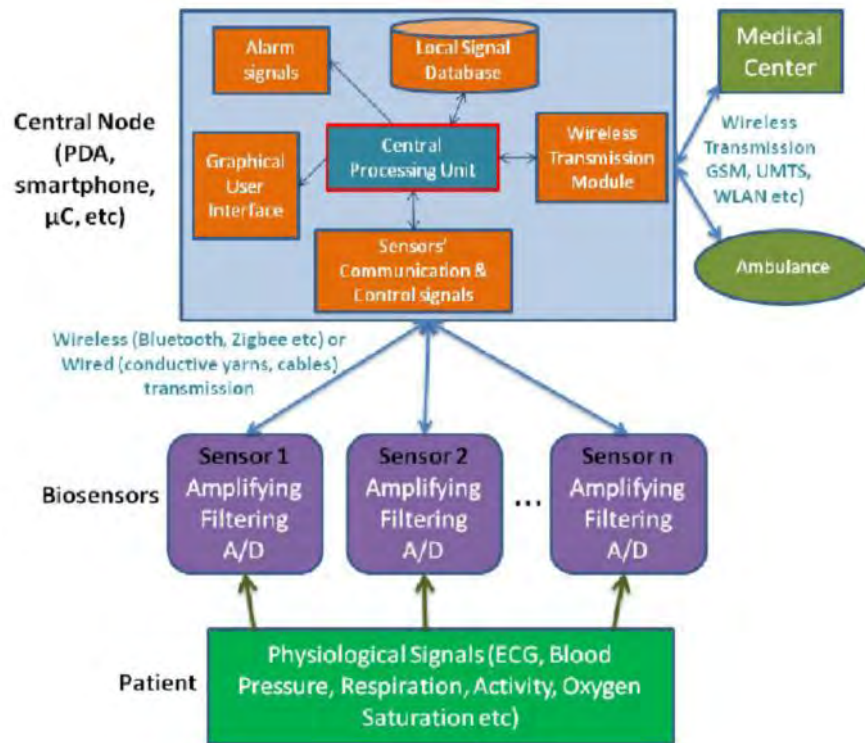 Alarm
signals
Local Signal
Database
Medical
Center
Central Node
(PDA,
smartphone,
μC, etc)
Graphical
User
Interface
Central
Processing Unit
Wireless
Transmission
Module
Wireless
Transmission
GSM, UMTS,
WLAN etc)
Sensors'
Communication &
Control signals
Ambulance
Wireless (Bluetooth, Zigbee etc) or
Wired (conductive yarns, cables)
transmission
Biosensors
Sensor 1
Amplifying
Filtering
A/D
Sensor 2
Amplifying
Filtering
A/D
...
Sensor n
Amplifying
Filtering
A/D
Patient
Physiological Signals (ECG, Blood
Pressure, Respiration, Activity, Oxygen
Saturation etc)